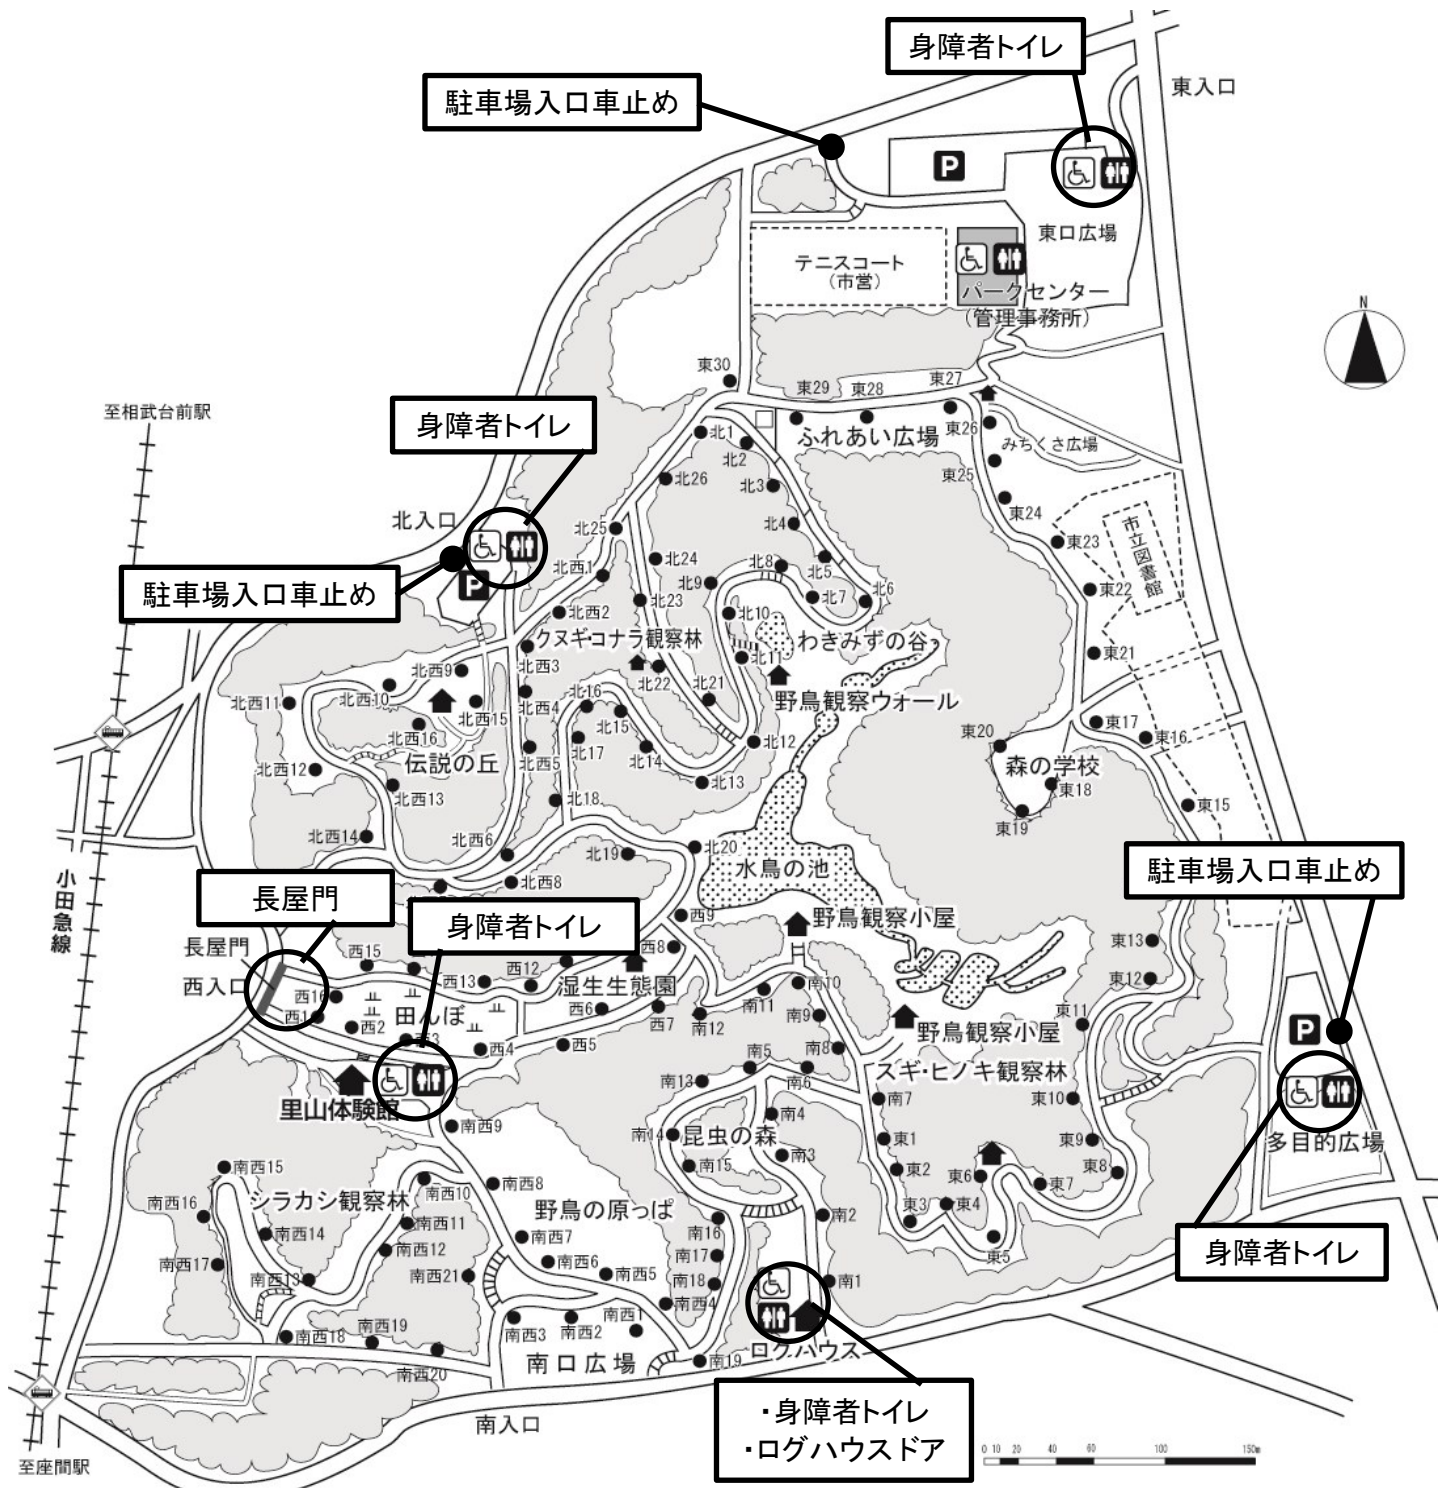 身障者トイレ
駐車場入口車止め
東入口
P
東口広場
テニスコート
(市営)
パークセンター
(管理事務所)
N
東30
東29
東28
東27
至相武台前駅
身障者トイレ
北1
北2
ふれあい広場
東26
みちくさ広場
東25
北26
北3
東24
北入口
北25
北4
東23
市立図書館
駐車場入口車止め
P
北西1
北24
北9
北8
北5
北6
北7
東22
北西2
北23
北10
クヌギ・コナラ観察林
わきみずの谷
北西3
北11
東21
北西9
北西10
北西11
北22
北21
野鳥観察ウォール
北西15
北西4
北16
北15
北西16
北17
北14
北12
東17
東16
東20
伝説の丘
北西5
森の学校
北西12
北西13
北13
東18
北18
東15
東19
北西14
北西6
北19
北20
水鳥の池
駐車場入口車止め
小田急線
長屋門
北西8
身障者トイレ
西9
野鳥観察小屋
長屋門
西15
西8
東13
西入口
西16
西13
西12
湿生生態園
南10
東12
西1
西2
田んぼ
西6
西7
南11
南12
南9
東11
野鳥観察小屋
P
西3
西4
西5
南8
スギ・ヒノキ観察林
里山体験館
南13
南5
南6
南7
東10
多目的広場
南西9
南14
昆虫の森
南4
東1
東9
南15
南3
東2
東6
東8
東7
南西15
シラカシ観察林
南西10
南西8
南西16
野鳥の原っぱ
東3
東4
南西14
南西11
南16
南2
東5
身障者トイレ
南西12
南西7
南17
南西17
南西13
南西21
南西6
南西5
南18
南1
南西4
南西18
南西19
南西3
南西2
南西1
ログハウス
南西20
南口広場
南19
南入口
・身障者トイレ
・ログハウスドア
至座間駅
0 10 20 40 60 100 150m